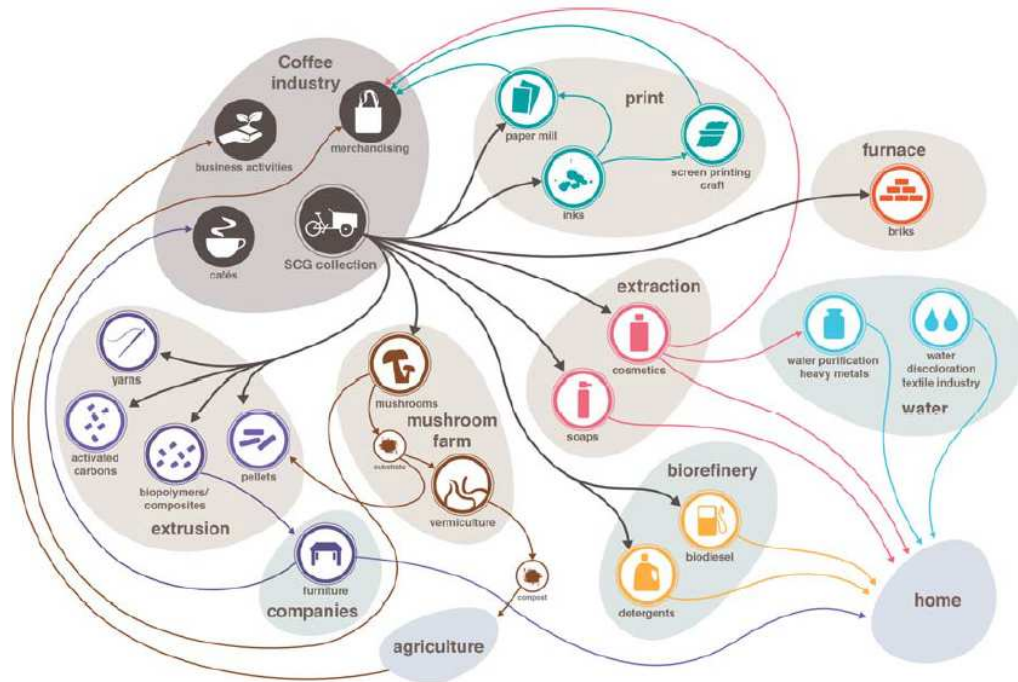 Coffee
industry
business activities
merchandising
cafés
SCG collection
print
paper mill
inks
screen printing
craft
furnace
briks
extraction
cosmetics
soaps
water purification
heavy metals
water
discoloration
textile industry
water
yarns
activated
carbons
biopolymers/
composites
pellets
extrusion
mushrooms
mushroom
farm
substrate
vermiculture
compost
furniture
companies
agriculture
biorefinery
biodiesel
detergents
home